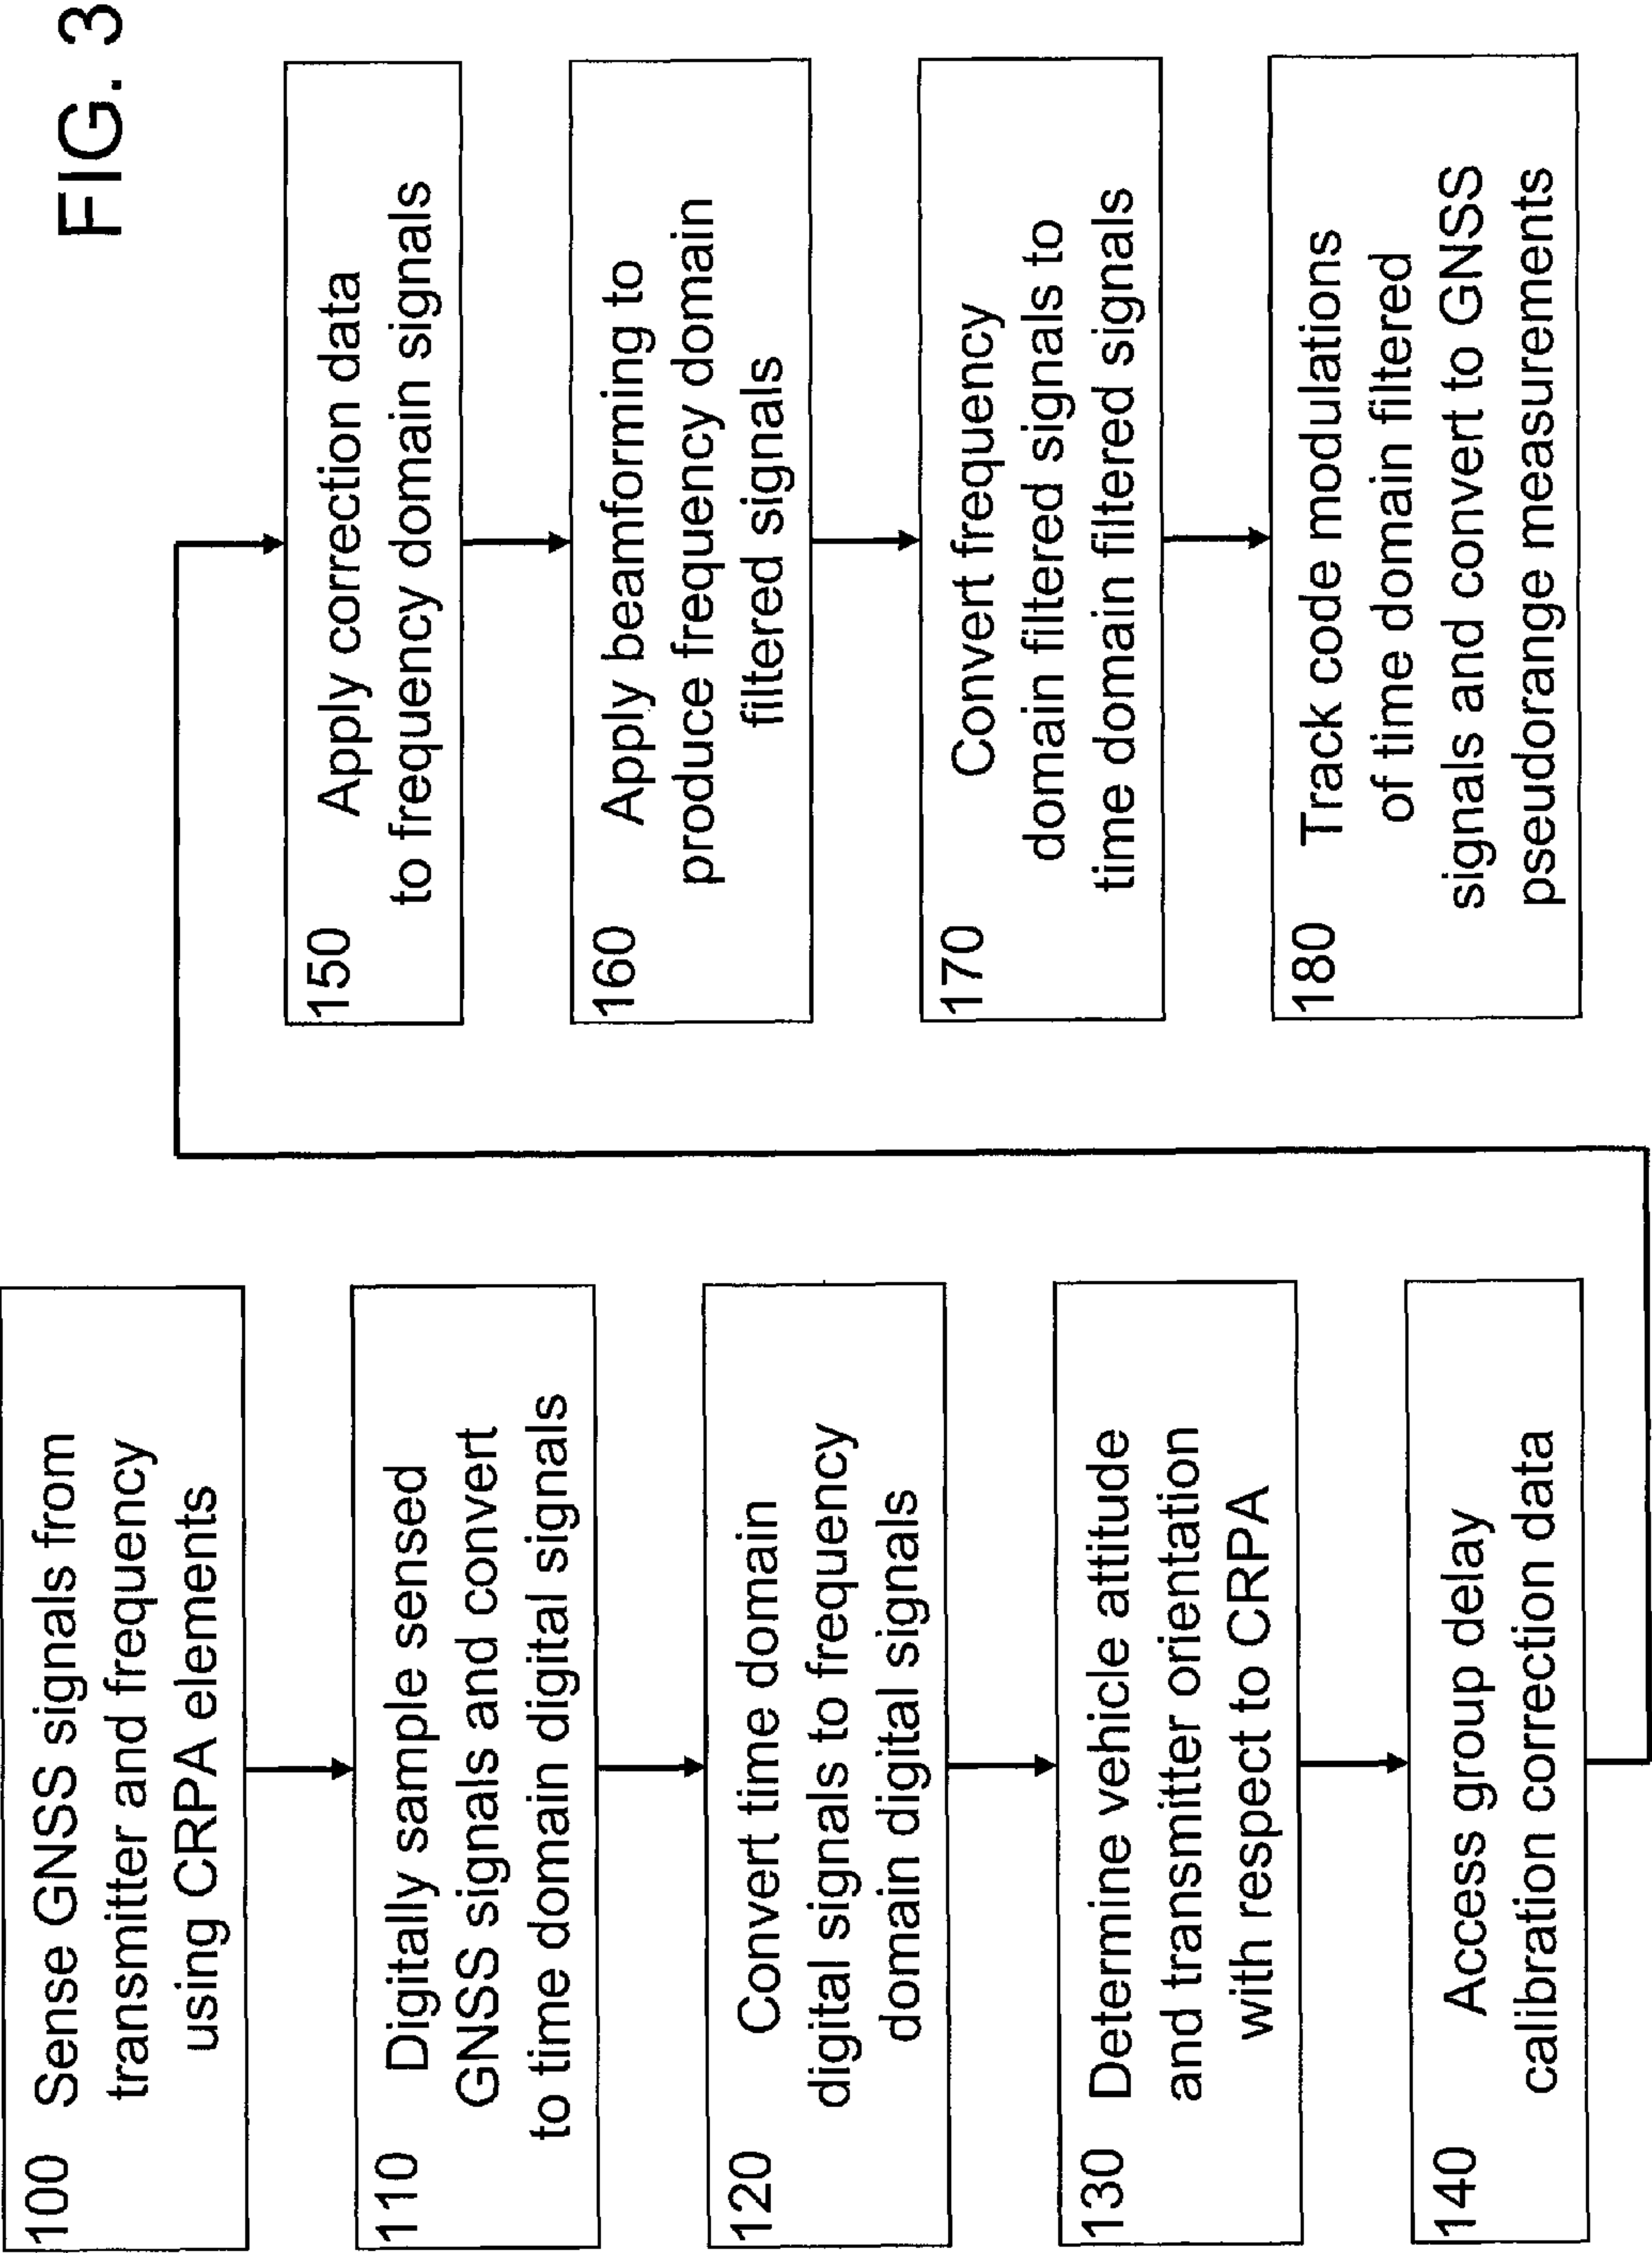 FIG. 3
100 Sense GNSS signals from
transmitter and frequency
using CRPA elements
110 Digitally sample sensed
GNSS signals and convert
to time domain digital signals
120 Convert time domain
digital signals to frequency
domain digital signals
130 Determine vehicle attitude
and transmitter orientation
with respect to CRPA
140 Access group delay
calibration correction data
150 Apply correction data
to frequency domain signals
160 Apply beamforming to
produce frequency domain
filtered signals
170 Convert frequency
domain filtered signals to
time domain filtered signals
180 Track code modulations
of time domain filtered
signals and convert to GNSS
pseudorange measurements